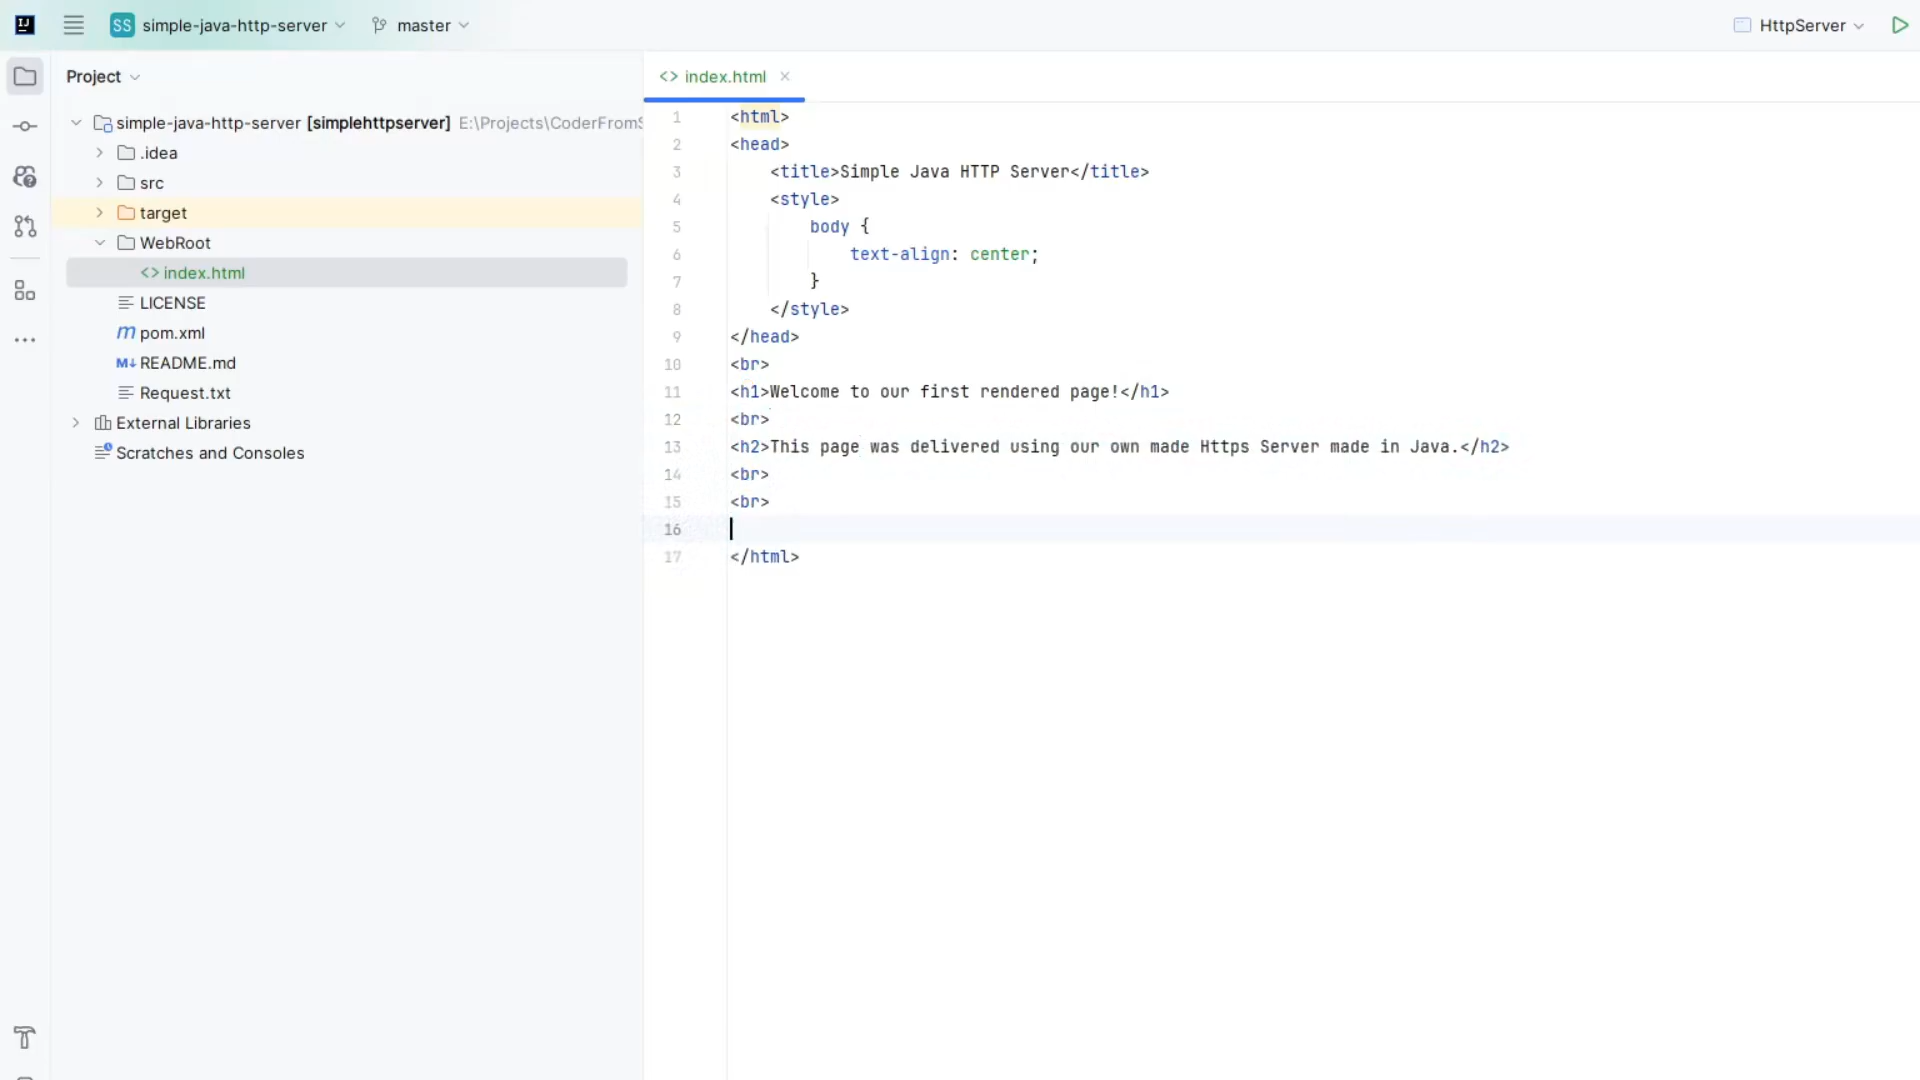 SS simple-java-http-server master HttpServer
Project
simple-java-http-server [simplehttpserver] E:\Projects\CoderFromS
.idea
src
target
WebRoot
<> index.html
LICENSE
m pom.xml
M↓ README.md
Request.txt
External Libraries
Scratches and Consoles
<> index.html ×
1 <html>
2 <head>
3 <title>Simple Java HTTP Server</title>
4 <style>
5 body {
6 text-align: center;
7 }
8 </style>
9 </head>
10 <br>
11 <h1>Welcome to our first rendered page!</h1>
12 <br>
13 <h2>This page was delivered using our own made Https Server made in Java.</h2>
14 <br>
15 <br>
16
17 </html>